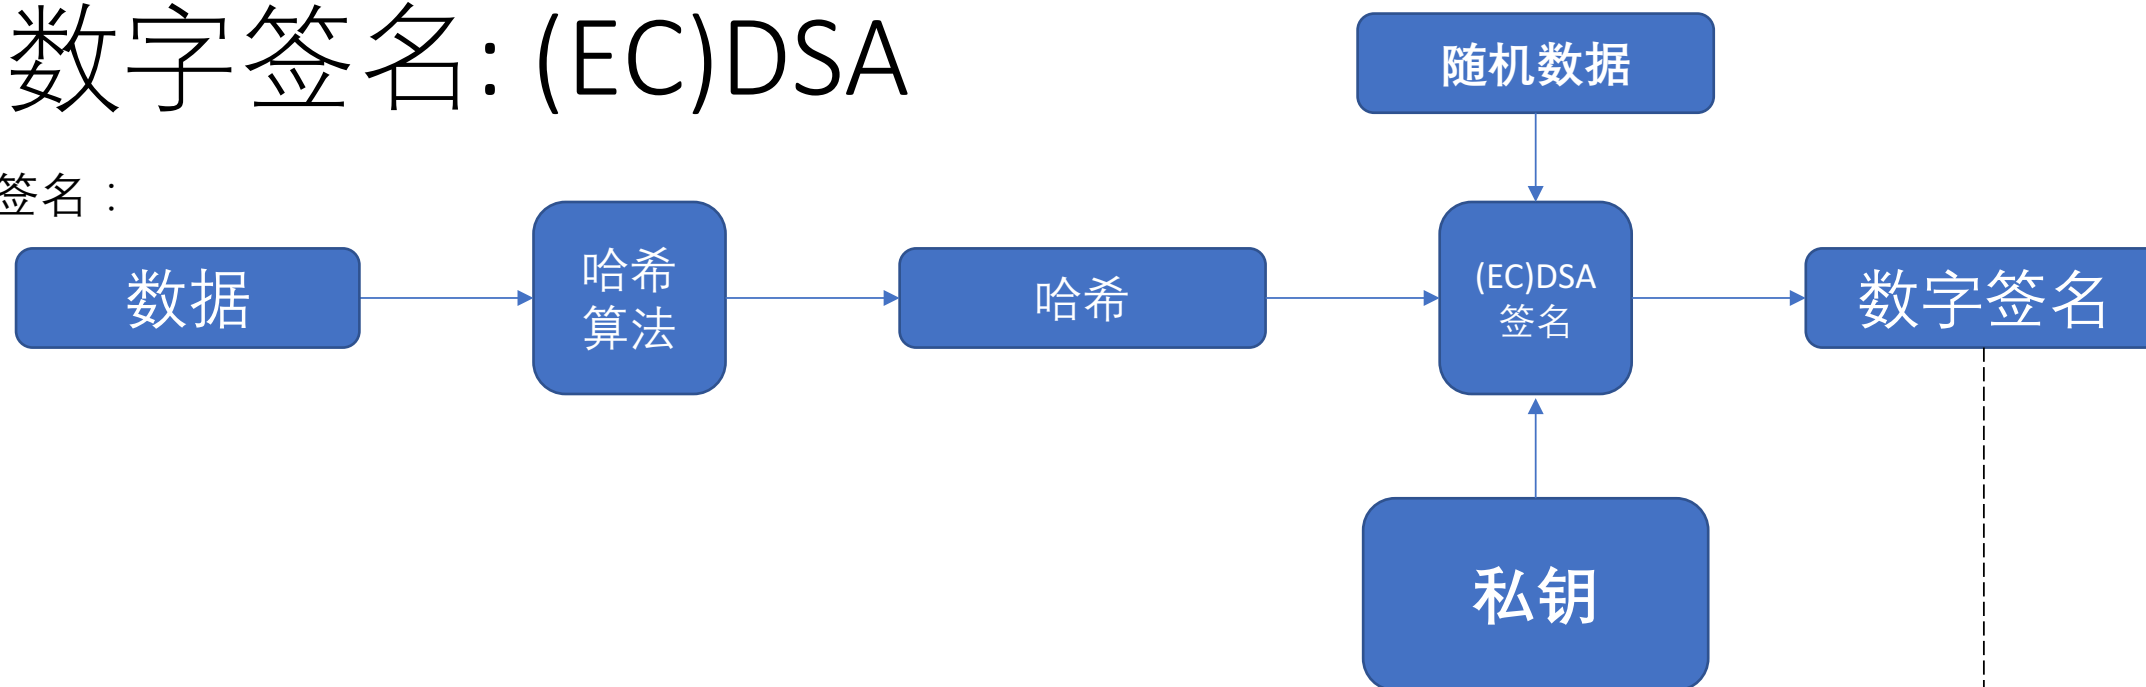 数字签名: (EC)DSA
随机数据
签名：
数据
哈希
算法
哈希
(EC)DSA
签名
数字签名
私钥